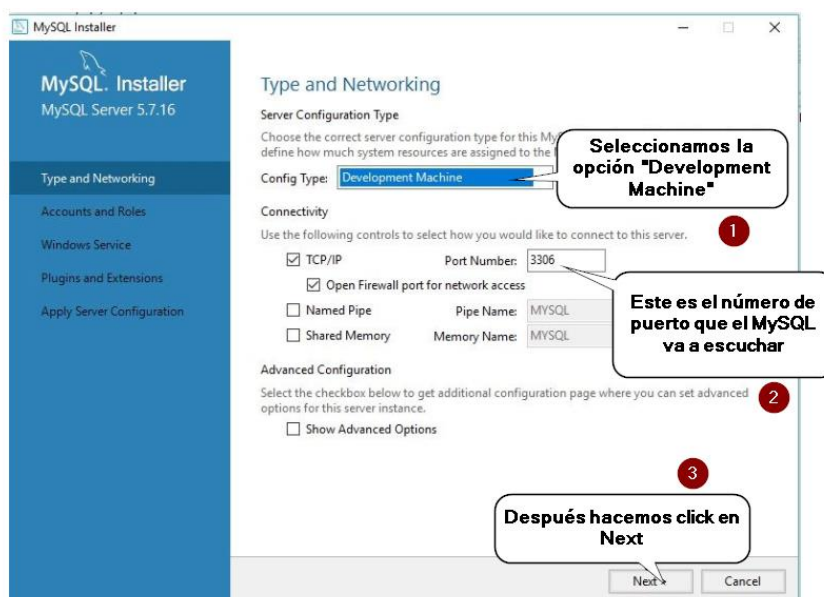 MySQL Installer
MySQL. Installer
MySQL Server 5.7.16
Type and Networking
Accounts and Roles
Windows Service
Plugins and Extensions
Apply Server Configuration
Type and Networking
Server Configuration Type
Choose the correct server configuration type for this
define how much system resources are assigned to the
Config Type: Development Machine
Seleccionamos la
opción "Development
Machine"
1
Connectivity
Use the following controls to select how you would like to connect to this server.
TCP/IP Port Number: 3306
Open Firewall port for network access
Named Pipe Pipe Name: MYSQL
Shared Memory Memory Name: MYSQL
Este es el número de
puerto que el MySQL
va a escuchar
2
Advanced Configuration
Select the checkbox below to get additional configuration page where you can set advanced
options for this server instance.
Show Advanced Options
3
Después hacemos click en
Next
Next >
Cancel